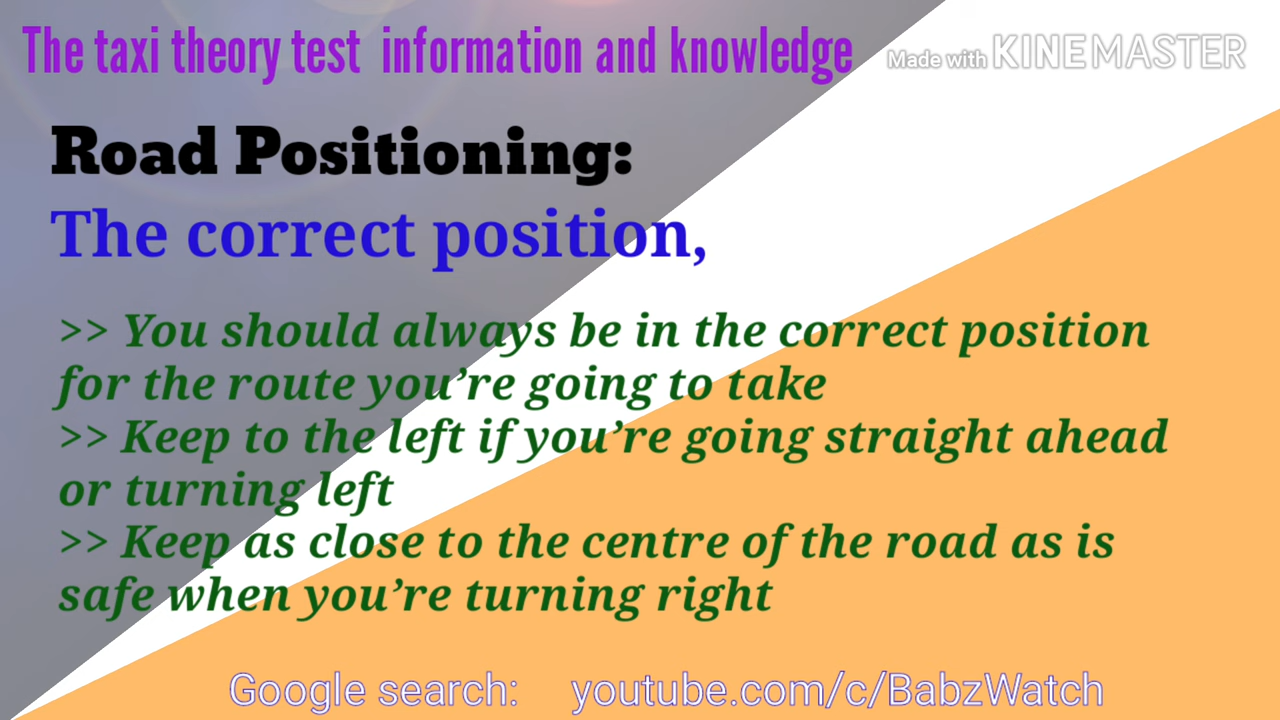 The taxi theory test information and knowledge
Made with KINEMASTER
Road Positioning:
The correct position,
>> You should always be in the correct position
for the route you’re going to take
>> Keep to the left if you’re going straight ahead
or turning left
>> Keep as close to the centre of the road as is
safe when you’re turning right
Google search: youtube.com/c/BabzWatch